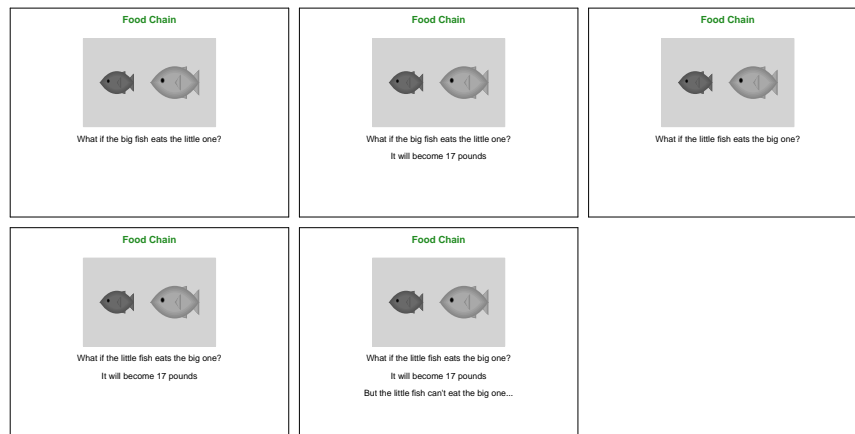 Food Chain
What if the big fish eats the little one?
Food Chain
What if the big fish eats the little one?
It will become 17 pounds
Food Chain
What if the little fish eats the big one?
Food Chain
What if the little fish eats the big one?
It will become 17 pounds
Food Chain
What if the little fish eats the big one?
It will become 17 pounds
But the little fish can't eat the big one...